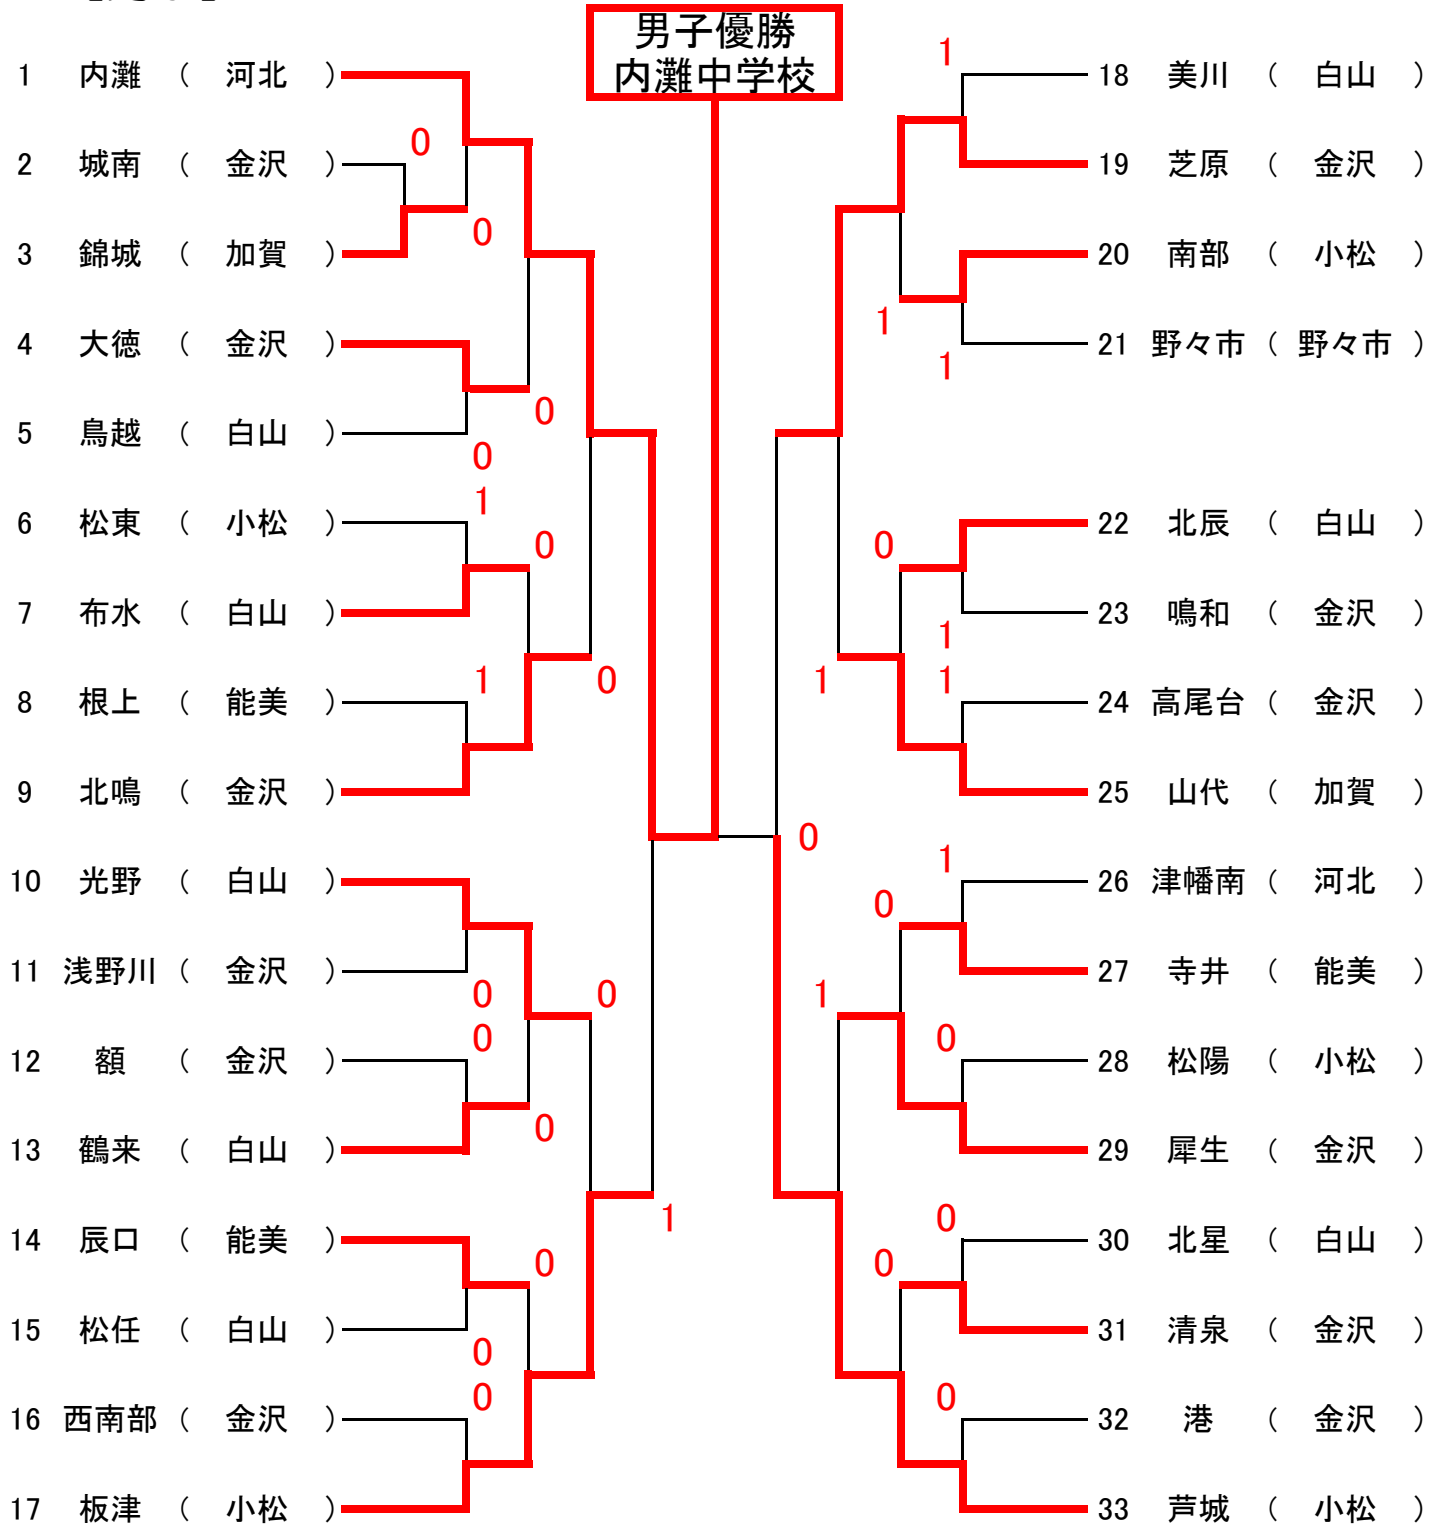 男子優勝
内灘中学校
1 内灘 ( 河北 )
0
2 城南 ( 金沢 )
0
3 錦城 ( 加賀 )
4 大徳 ( 金沢 )
0
5 鳥越 ( 白山 )
0
1
6 松東 ( 小松 )
0
7 布水 ( 白山 )
1
0
8 根上 ( 能美 )
9 北鳴 ( 金沢 )
10 光野 ( 白山 )
11 浅野川 ( 金沢 )
0
0
0
12 額 ( 金沢 )
0
13 鶴来 ( 白山 )
1
14 辰口 ( 能美 )
0
15 松任 ( 白山 )
0
0
16 西南部 ( 金沢 )
17 板津 ( 小松 )
0
1
18 美川 ( 白山 )
19 芝原 ( 金沢 )
20 南部 ( 小松 )
1
21 野々市 ( 野々市 )
1
22 北辰 ( 白山 )
0
23 鳴和 ( 金沢 )
1
1
1
24 高尾台 ( 金沢 )
25 山代 ( 加賀 )
1
26 津幡南 ( 河北 )
0
27 寺井 ( 能美 )
1
0
28 松陽 ( 小松 )
29 犀生 ( 金沢 )
0
30 北星 ( 白山 )
0
31 清泉 ( 金沢 )
0
32 港 ( 金沢 )
33 芦城 ( 小松 )